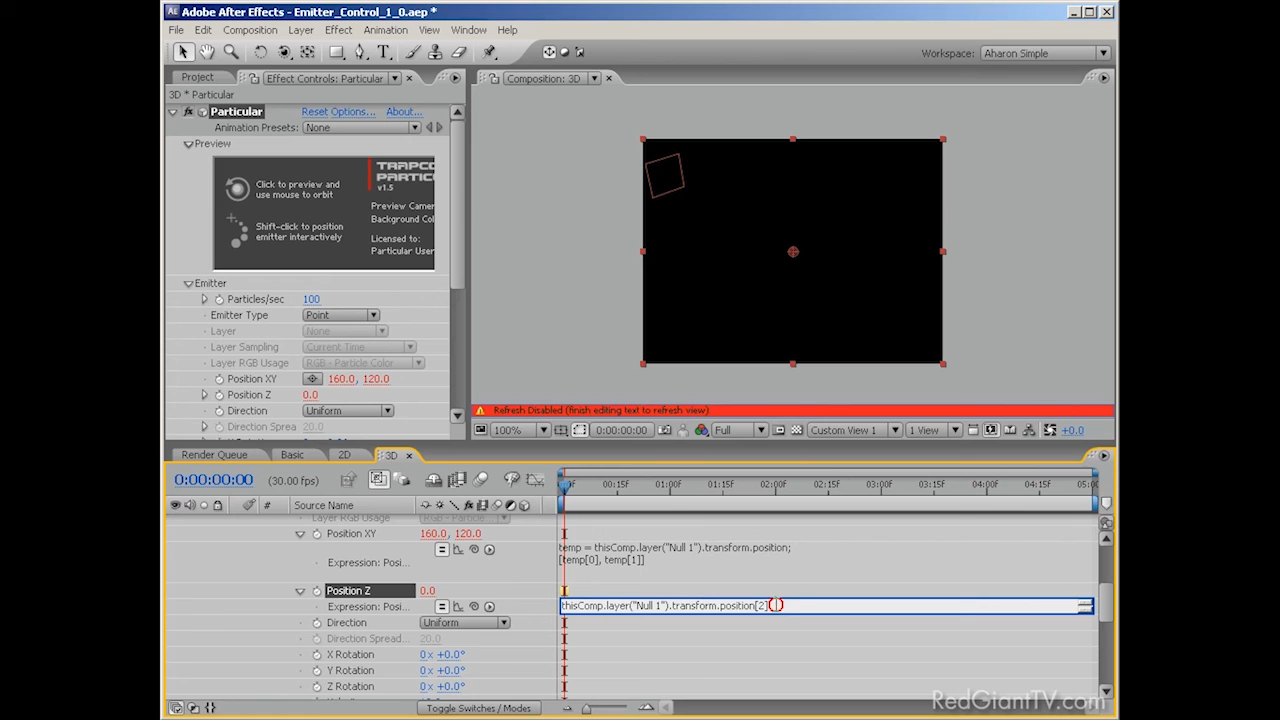 Adobe After Effects - Emitter_Control_1_0.aep *
File Edit Composition Layer Effect Animation View Window Help
Workspace: Aharon Simple
Project Effect Controls: Particular Composition: 3D
3D * Particular
Particular Reset Options... About...
Animation Presets: None
Preview
Click to preview and
use mouse to orbit
Shift-click to position
emitter interactively
TRAPCO
PARTIC
v1.5
Preview Camer
Background Col
Licensed to:
Particular User
Emitter
Particles/sec 100
Emitter Type Point
Layer None
Layer Sampling Current Time
Layer RGB Usage RGB - Particle Color
Position XY 160.0, 120.0
Position Z 0.0
Direction Uniform
Direction Sprea 20.0
Refresh Disabled (finish editing text to refresh view)
100% 0:00:00:00 Full Custom View 1 1 View +0.0
Render Queue Basic 2D 3D
0:00:00:00 (30.00 fps)
00:15f 01:00f 01:15f 02:00f 02:15f 03:00f 03:15f 04:00f 04:15f 05:00
# Source Name
Layer RGB Usage RGB - Particle
Position XY 160.0, 120.0
temp = thisComp.layer("Null 1").transform.position;
Expression: Posi... [temp[0], temp[1]]
Position Z 0.0
Expression: Posi... thisComp.layer("Null 1").transform.position[2]
Direction Uniform
Direction Spread... 20.0
X Rotation 0 x +0.0°
Y Rotation 0 x +0.0°
Z Rotation 0 x +0.0°
Toggle Switches / Modes
RedGiantTV.com